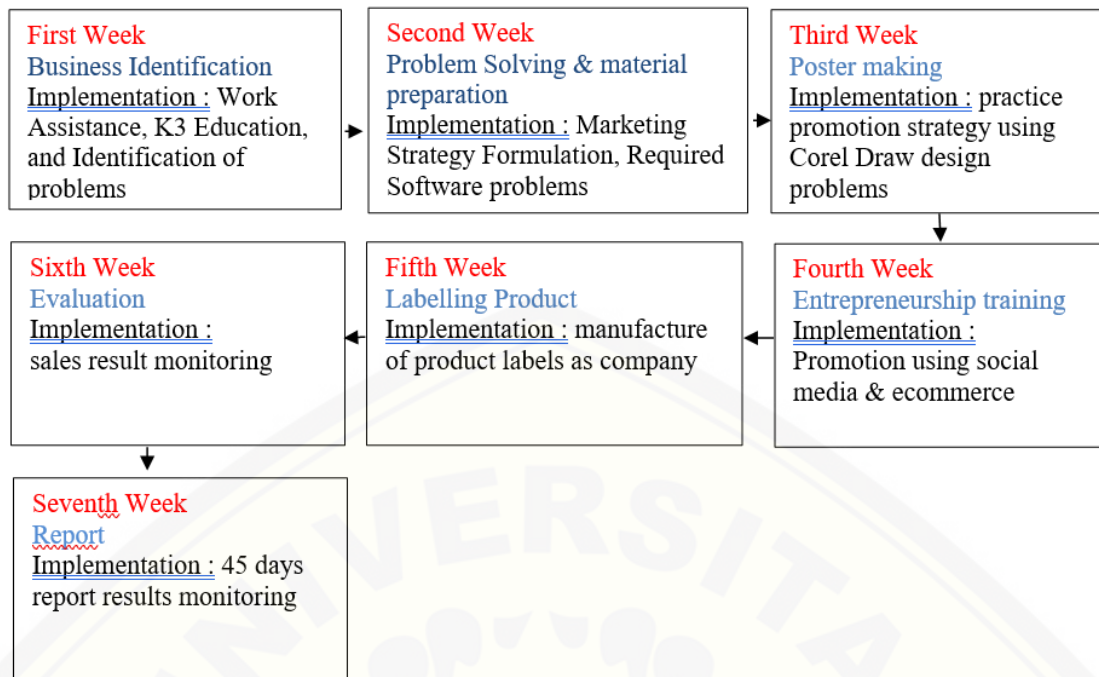 First Week
Business Identification
Implementation : Work
Assistance, K3 Education,
and Identification of
problems
Second Week
Problem Solving & material
preparation
Implementation : Marketing
Strategy Formulation, Required
Software problems
Third Week
Poster making
Implementation : practice
promotion strategy using
Corel Draw design
problems
Fourth Week
Entrepreneurship training
Implementation :
Promotion using social
media & ecommerce
Fifth Week
Labelling Product
Implementation : manufacture
of product labels as company
Sixth Week
Evaluation
Implementation :
sales result monitoring
Seventh Week
Report
Implementation : 45 days
report results monitoring
UNIVERSITA